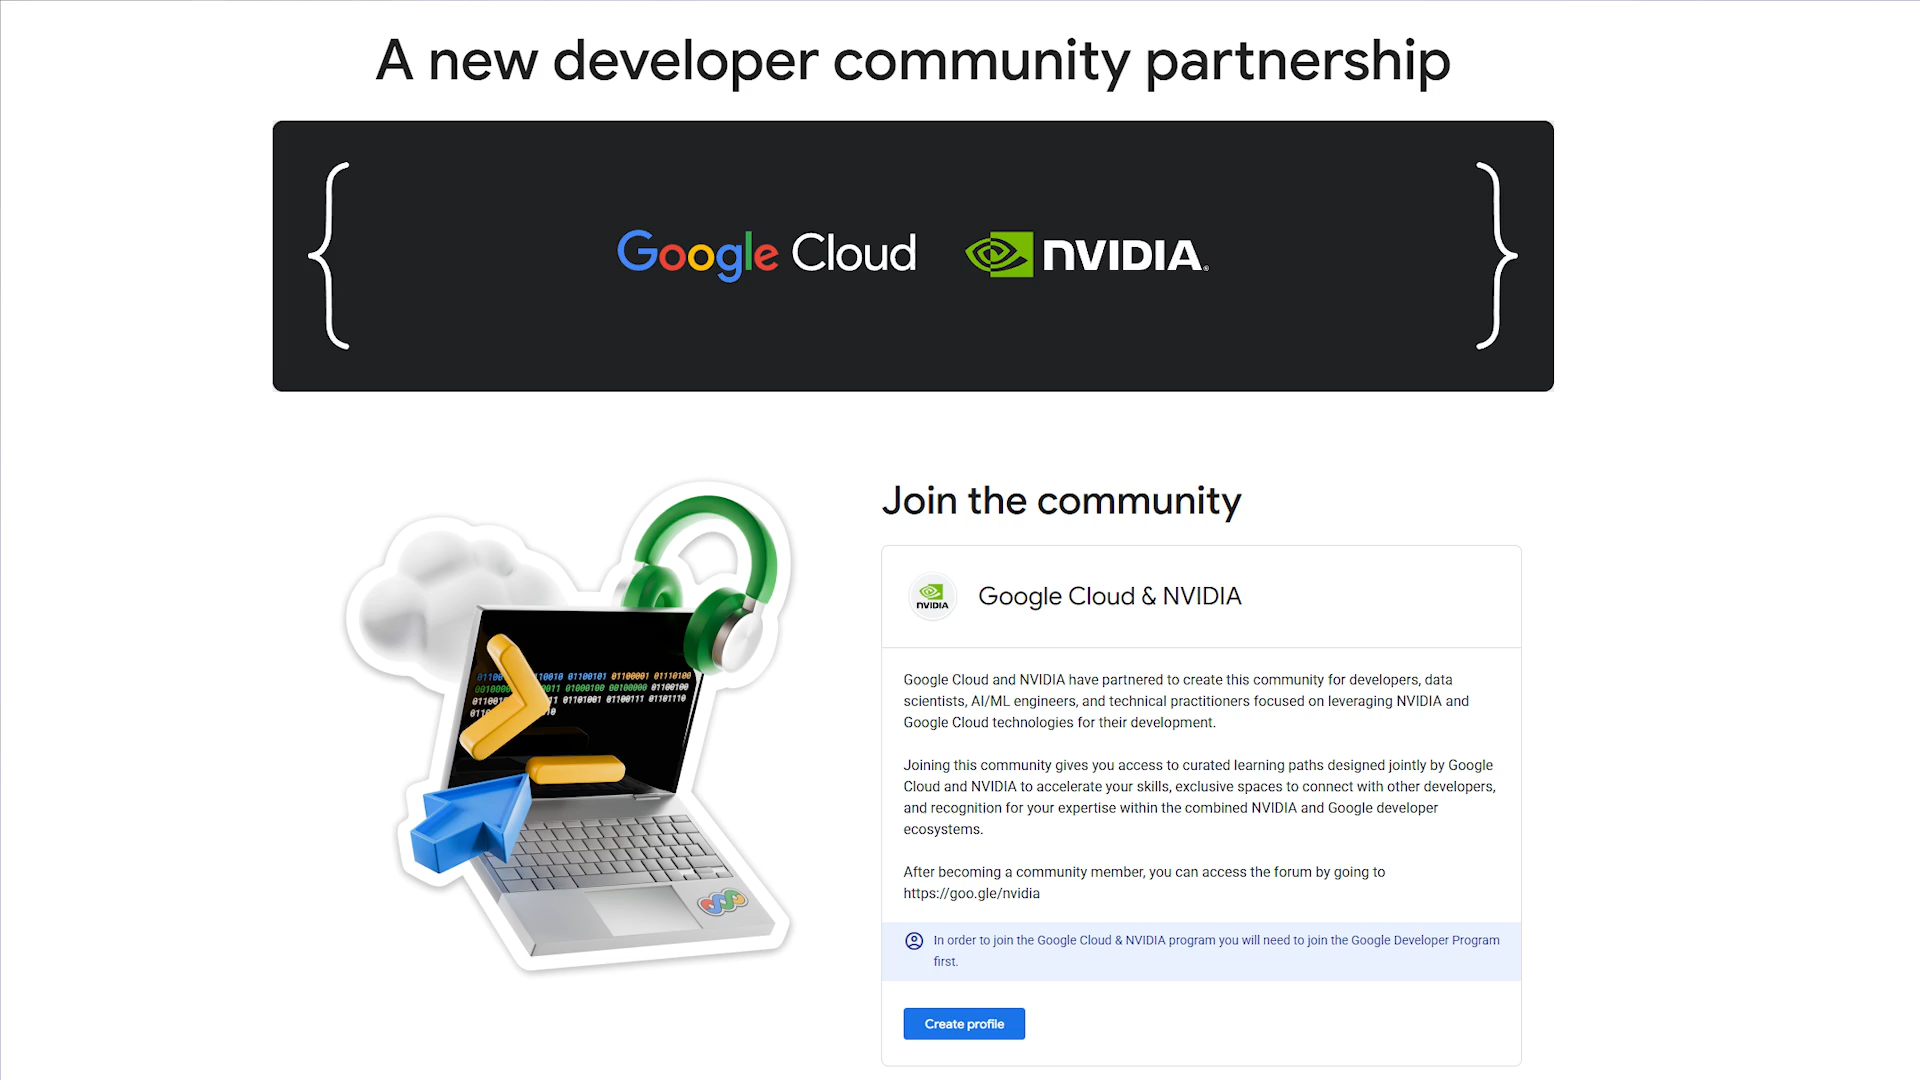 A new developer community partnership
Google Cloud NVIDIA
Join the community
NVIDIA
Google Cloud & NVIDIA
Google Cloud and NVIDIA have partnered to create this community for developers, data
scientists, AI/ML engineers, and technical practitioners focused on leveraging NVIDIA and
Google Cloud technologies for their development.
Joining this community gives you access to curated learning paths designed jointly by Google
Cloud and NVIDIA to accelerate your skills, exclusive spaces to connect with other developers,
and recognition for your expertise within the combined NVIDIA and Google developer
ecosystems.
After becoming a community member, you can access the forum by going to
https://goo.gle/nvidia
In order to join the Google Cloud & NVIDIA program you will need to join the Google Developer Program
first.
Create profile